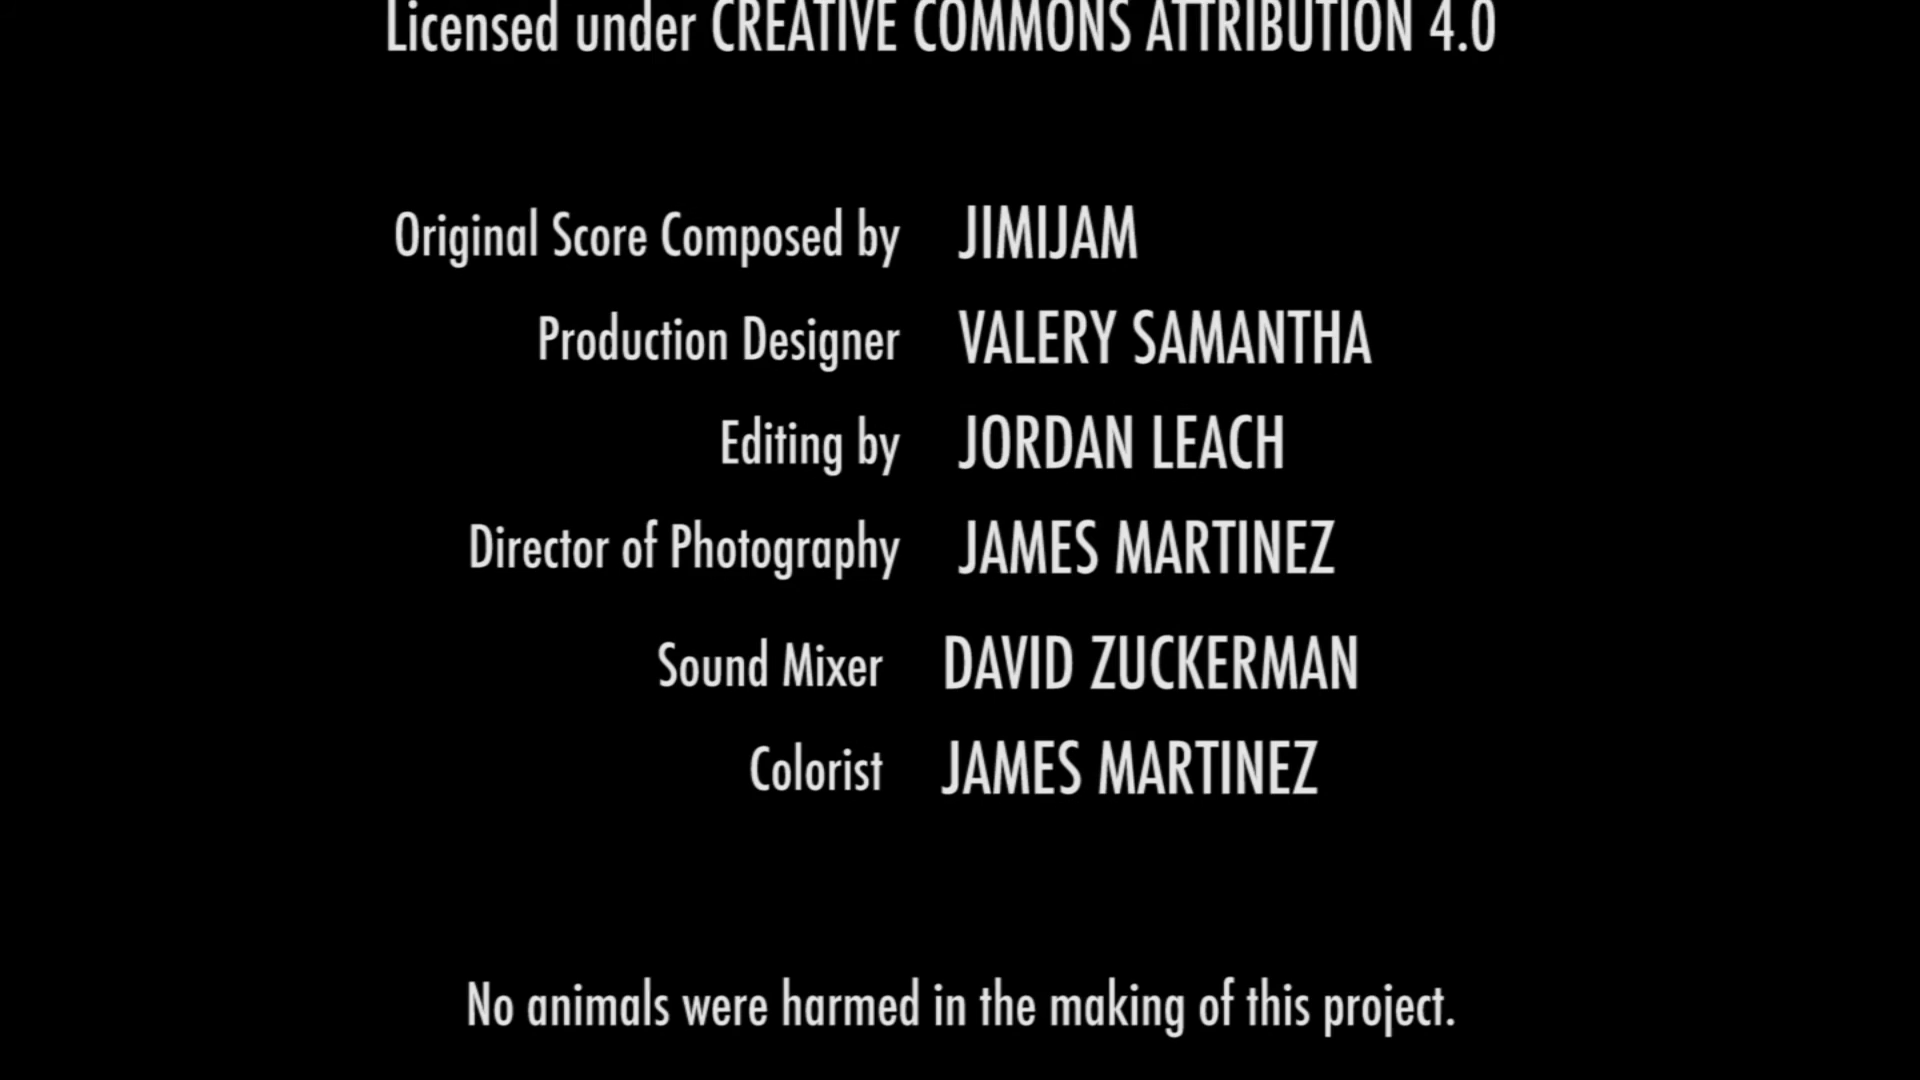 Licensed under CREATIVE COMMONS ATTRIBUTION 4.0
Original Score Composed by JIMIJAM
Production Designer VALERY SAMANTHA
Editing by JORDAN LEACH
Director of Photography JAMES MARTINEZ
Sound Mixer DAVID ZUCKERMAN
Colorist JAMES MARTINEZ
No animals were harmed in the making of this project.